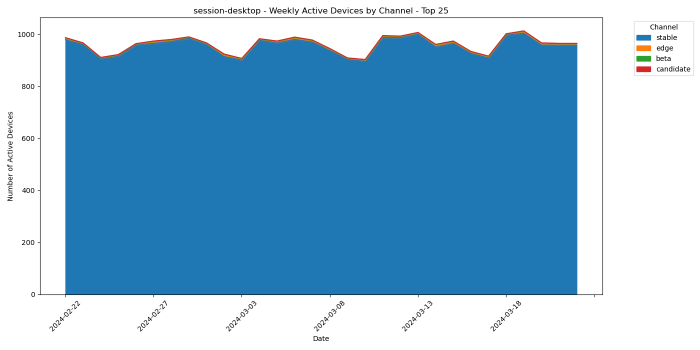 session-desktop - Weekly Active Devices by Channel - Top 25
Number of Active Devices
1000
800
600
400
200
0
2024-02-22
2024-02-27
2024-03-03
2024-03-08
2024-03-13
2024-03-18
Date
Channel
stable
edge
beta
candidate